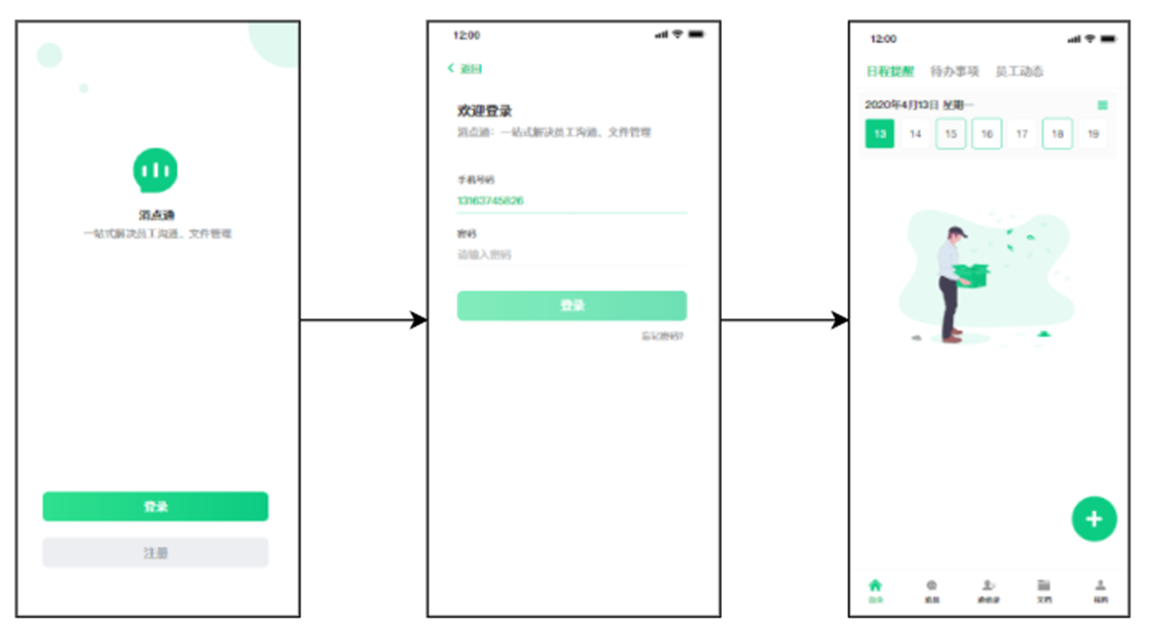 消点通
一站式解决员工沟通、文件管理
登录
注册
12:00
返回
欢迎登录
消点通：一站式解决员工沟通、文件管理
手机号码
13163745826
密码
请输入密码
登录
忘记密码?
12:00
日程提醒 待办事项 员工动态
2020年4月13日 星期一
13 14 15 16 17 18 19
通讯录 文档 我的